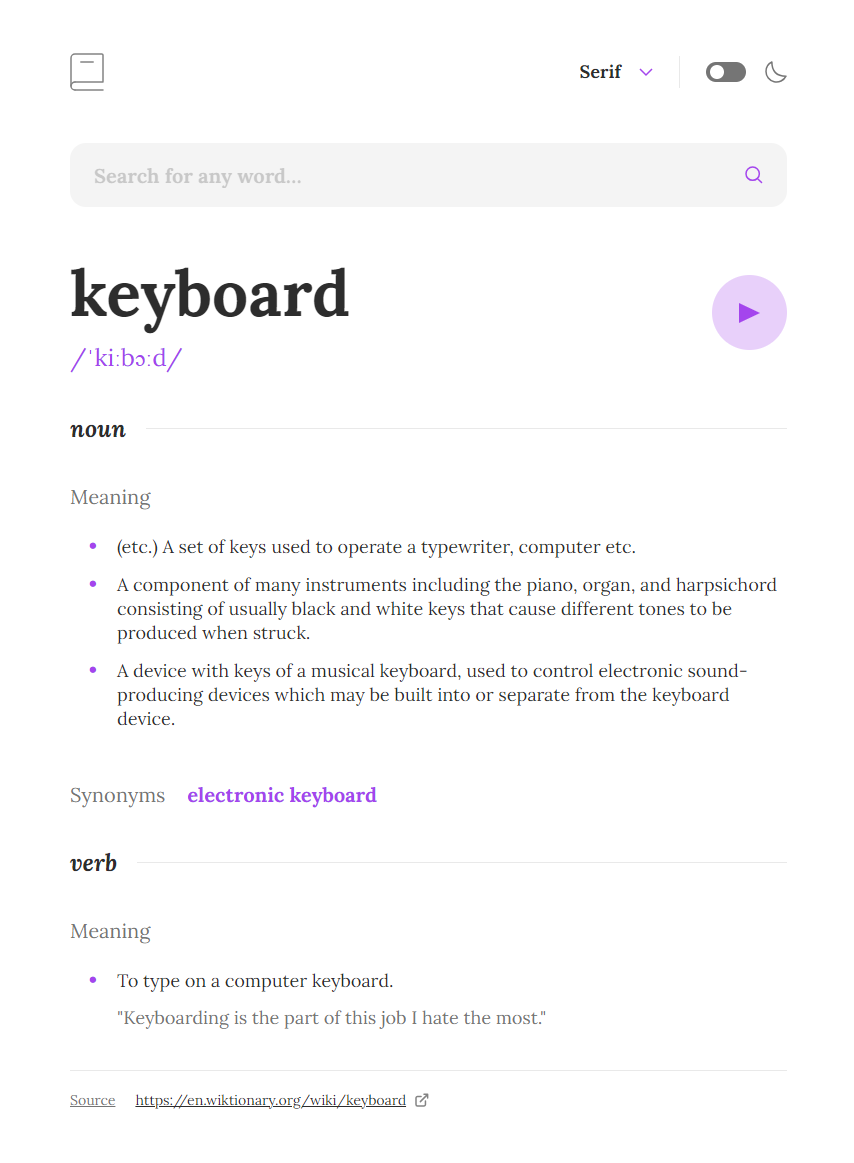 Serif
Search for any word…
keyboard
/ˈkiːbɔːd/
noun
Meaning
(etc.) A set of keys used to operate a typewriter, computer etc.
A component of many instruments including the piano, organ, and harpsichord
consisting of usually black and white keys that cause different tones to be
produced when struck.
A device with keys of a musical keyboard, used to control electronic sound-
producing devices which may be built into or separate from the keyboard
device.
Synonyms electronic keyboard
verb
Meaning
To type on a computer keyboard.
"Keyboarding is the part of this job I hate the most."
Source https://en.wiktionary.org/wiki/keyboard